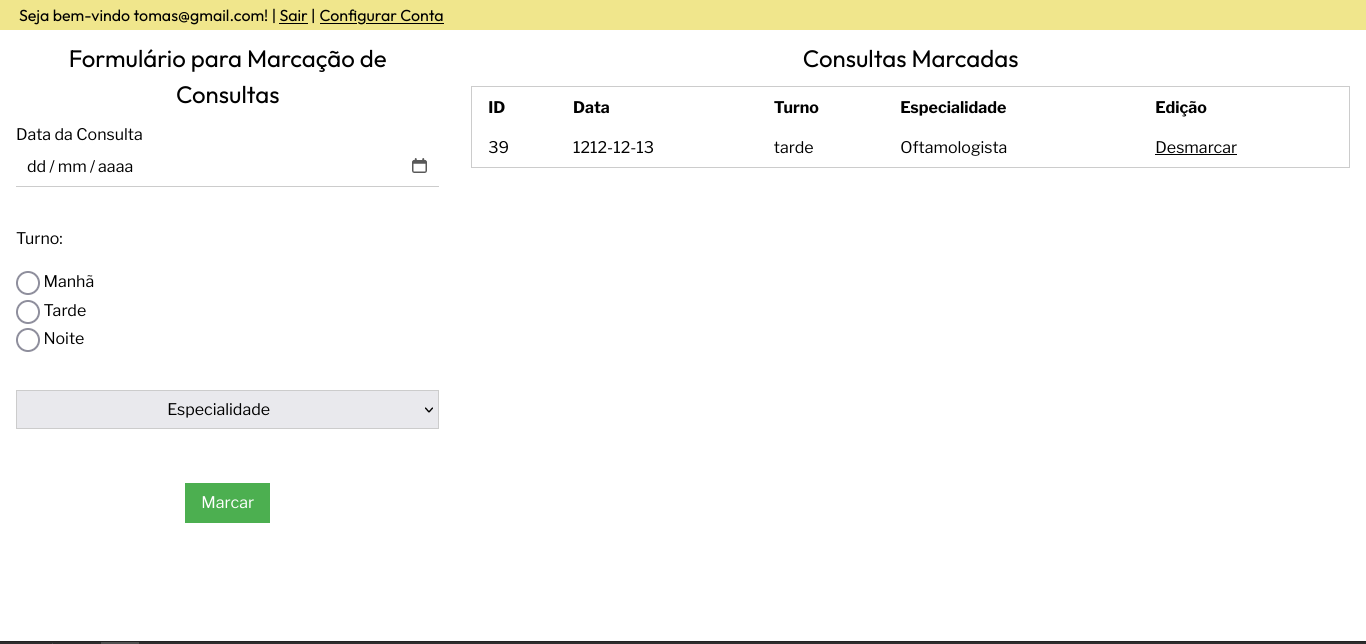 Seja bem-vindo tomas@gmail.com! | Sair | Configurar Conta
Formulário para Marcação de
Consultas
Data da Consulta
dd / mm / aaaa
Turno:
Manhã
Tarde
Noite
Especialidade
Marcar
Consultas Marcadas
ID Data Turno Especialidade Edição
39 1212-12-13 tarde Oftamologista Desmarcar